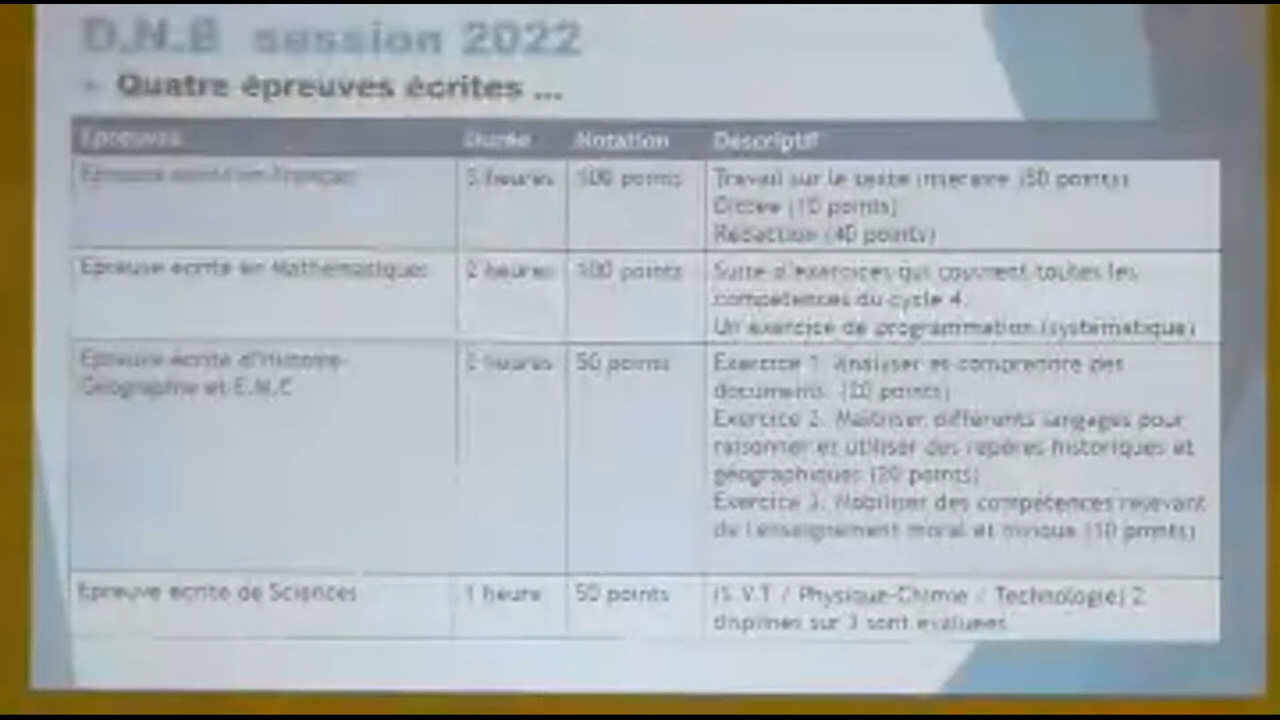 D.N.B session 2022
Quatre épreuves écrites ...
Epreuves Durée Notation Descriptif
Epreuve écrite en Français 3 heures 100 points Travail sur le texte littéraire (50 points)
Dictée (10 points)
Rédaction (40 points)
Epreuve écrite en Mathématiques 2 heures 100 points Suite d'exercices qui couvrent toutes les
compétences du cycle 4.
Un exercice de programmation (systématique)
Epreuve écrite d'Histoire- 2 heures 50 points Exercice 1. Analyser et comprendre des
Géographie et E.M.C documents. (20 points)
Exercice 2. Maîtriser différents langages pour
raisonner et utiliser des repères historiques et
géographiques (20 points)
Exercice 3. Mobiliser des compétences relevant
de l'enseignement moral et civique (10 points)
Epreuve écrite de Sciences 1 heure 50 points (S.V.T / Physique-Chimie / Technologie) 2
displines sur 3 sont évaluées